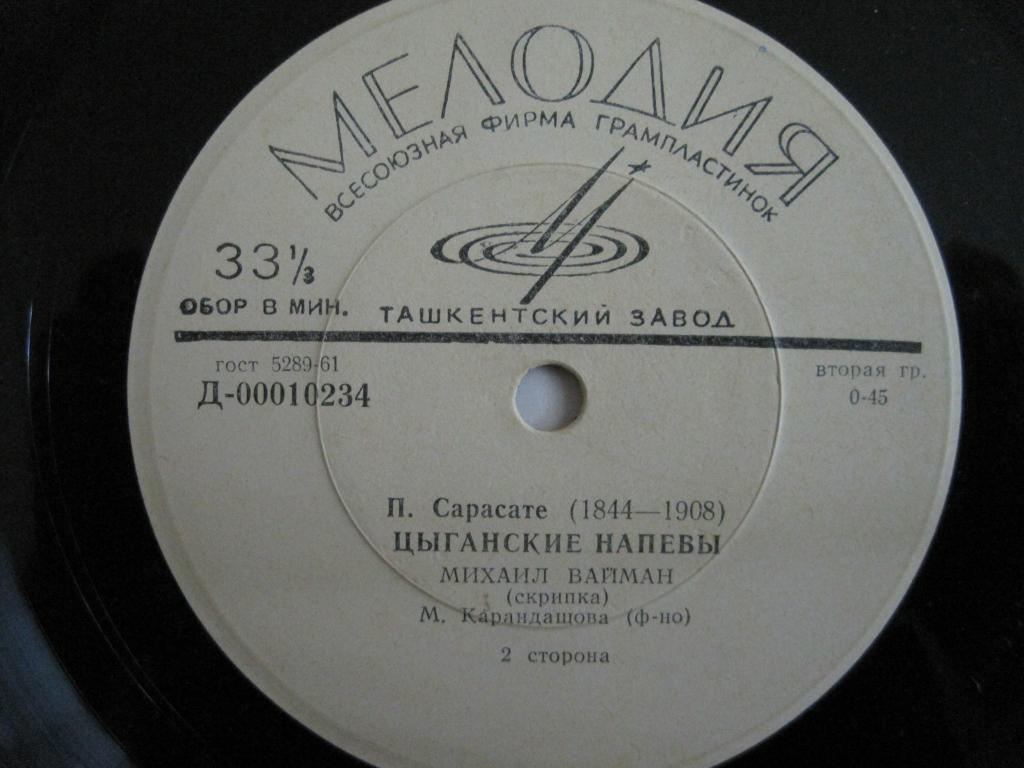 МЕЛОДИЯ
ВСЕСОЮЗНАЯ ФИРМА ГРАМПЛАСТИНОК
33⅓
ОБОР В МИН.
ТАШКЕНТСКИЙ ЗАВОД
гост 5289-61
Д-00010234
вторая гр.
0-45
П. Сарасате (1844—1908)
ЦЫГАНСКИЕ НАПЕВЫ
МИХАИЛ ВАЙМАН
(скрипка)
М. Карандашова (ф-но)
2 сторона